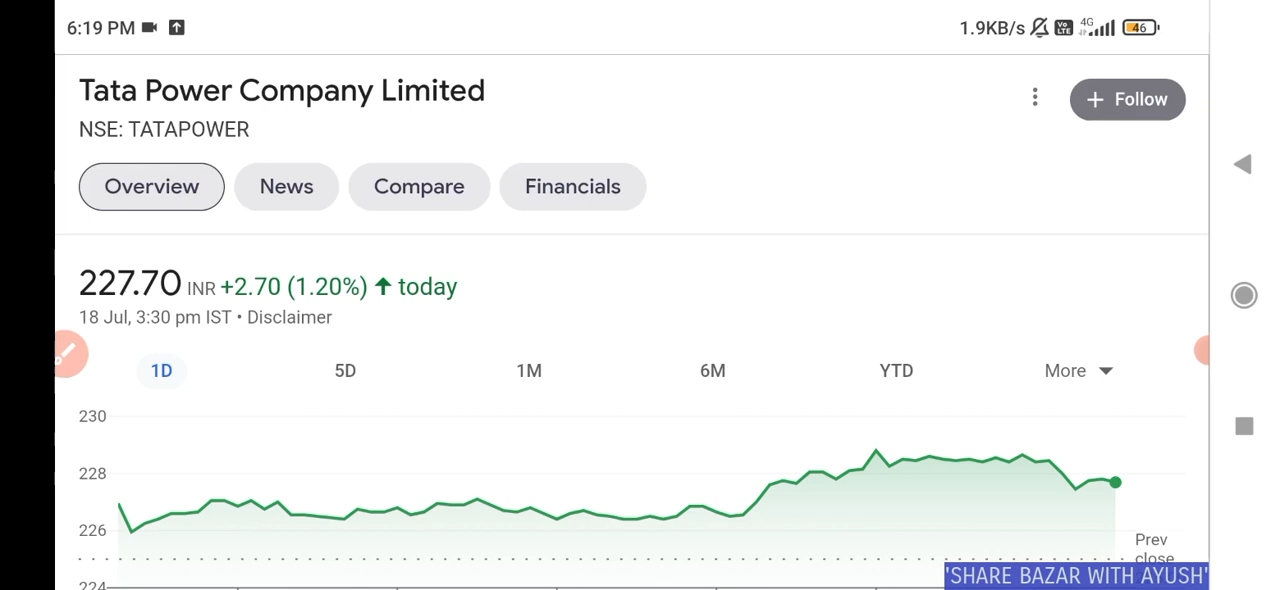 6:19 PM
1.9KB/s Vo LTE 4G 46
Tata Power Company Limited
+ Follow
NSE: TATAPOWER
Overview News Compare Financials
227.70 INR +2.70 (1.20%) ↑ today
18 Jul, 3:30 pm IST • Disclaimer
1D 5D 1M 6M YTD More
230
228
226
Prev
close
224
'SHARE BAZAR WITH AYUSH'